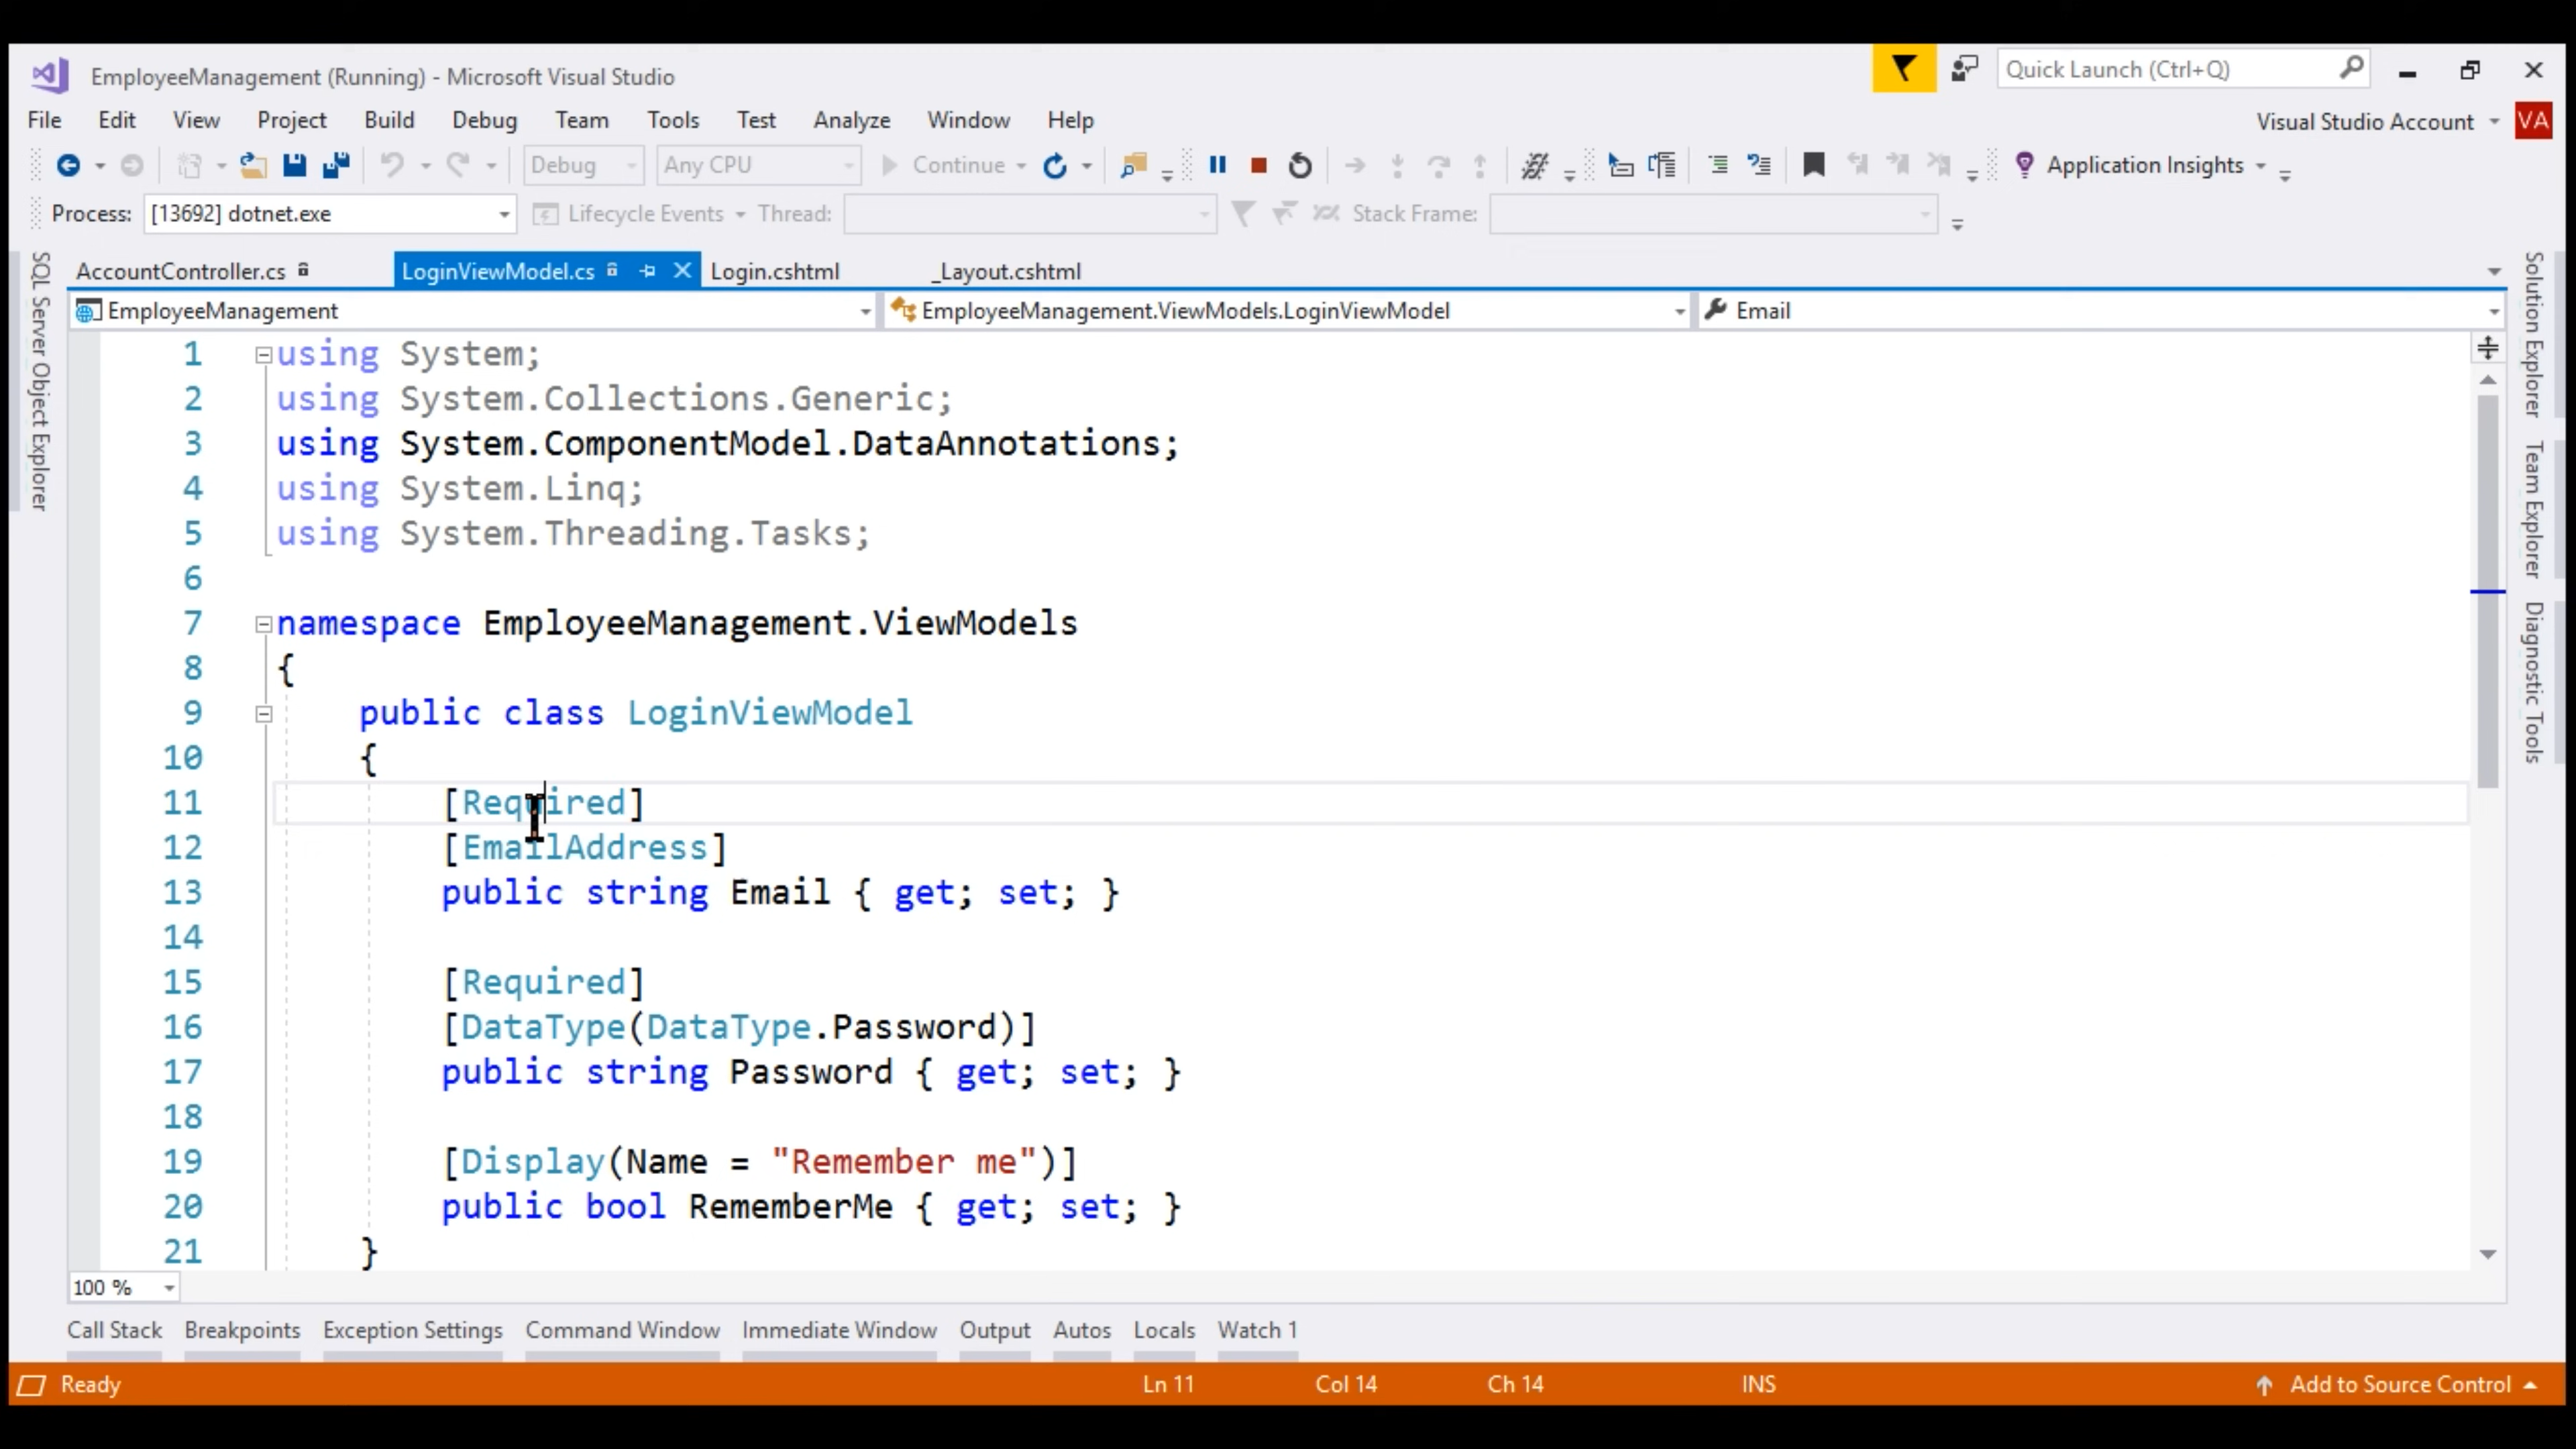 EmployeeManagement (Running) - Microsoft Visual Studio
Quick Launch (Ctrl+Q)
File Edit View Project Build Debug Team Tools Test Analyze Window Help
Visual Studio Account VA
Debug Any CPU Continue Application Insights
Process: [13692] dotnet.exe Lifecycle Events Thread: Stack Frame:
AccountController.cs LoginViewModel.cs Login.cshtml _Layout.cshtml
EmployeeManagement EmployeeManagement.ViewModels.LoginViewModel Email
SQL Server Object Explorer
1 using System;
2 using System.Collections.Generic;
3 using System.ComponentModel.DataAnnotations;
4 using System.Linq;
5 using System.Threading.Tasks;
6
7 namespace EmployeeManagement.ViewModels
8 {
9 public class LoginViewModel
10 {
11 [Required]
12 [EmailAddress]
13 public string Email { get; set; }
14
15 [Required]
16 [DataType(DataType.Password)]
17 public string Password { get; set; }
18
19 [Display(Name = "Remember me")]
20 public bool RememberMe { get; set; }
21 }
Solution Explorer
Team Explorer
Diagnostic Tools
100 %
Call Stack Breakpoints Exception Settings Command Window Immediate Window Output Autos Locals Watch 1
Ready Ln 11 Col 14 Ch 14 INS Add to Source Control